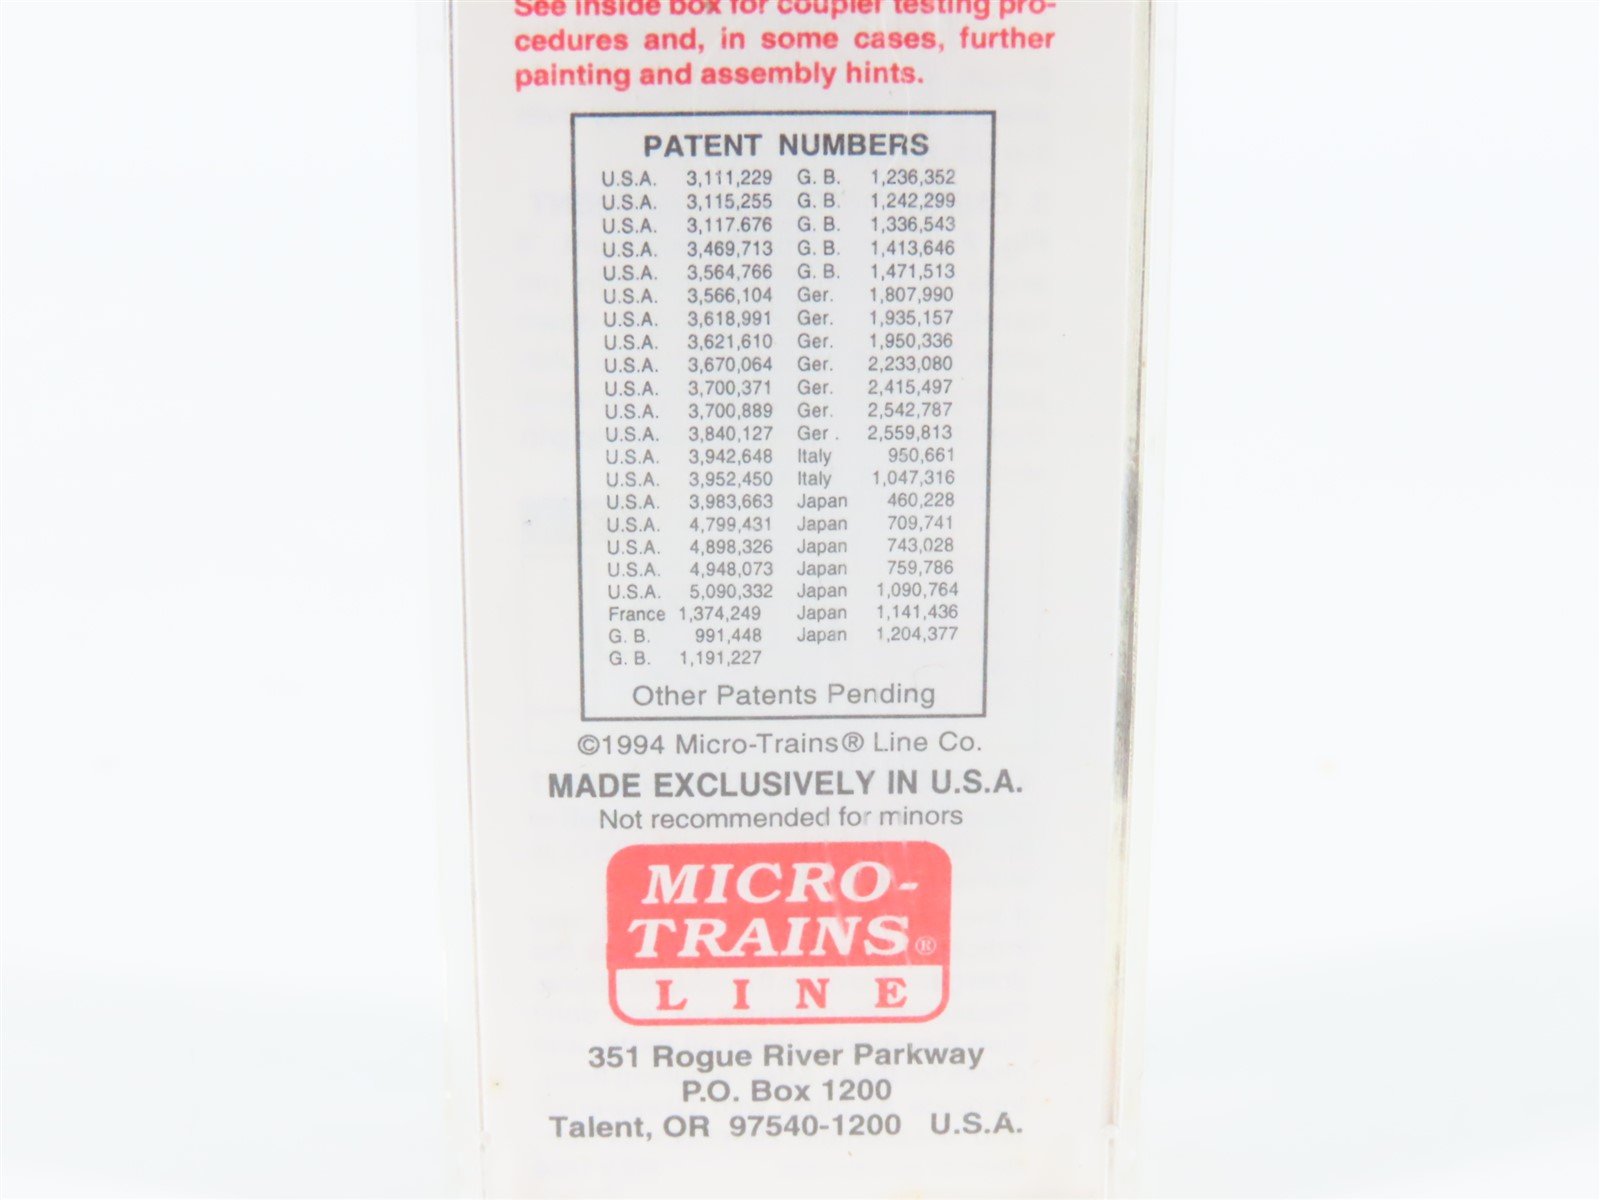 See inside box for coupler testing pro-
cedures and, in some cases, further
painting and assembly hints.
PATENT NUMBERS
U.S.A. 3,111,229 G. B. 1,236,352
U.S.A. 3,115,255 G. B. 1,242,299
U.S.A. 3,117.676 G. B. 1,336,543
U.S.A. 3,469,713 G. B. 1,413,646
U.S.A. 3,564,766 G. B. 1,471,513
U.S.A. 3,566,104 Ger. 1,807,990
U.S.A. 3,618,991 Ger. 1,935,157
U.S.A. 3,621,610 Ger. 1,950,336
U.S.A. 3,670,064 Ger. 2,233,080
U.S.A. 3,700,371 Ger. 2,415,497
U.S.A. 3,700,889 Ger. 2,542,787
U.S.A. 3,840,127 Ger . 2,559,813
U.S.A. 3,942,648 Italy 950,661
U.S.A. 3,952,450 Italy 1,047,316
U.S.A. 3,983,663 Japan 460,228
U.S.A. 4,799,431 Japan 709,741
U.S.A. 4,898,326 Japan 743,028
U.S.A. 4,948,073 Japan 759,786
U.S.A. 5,090,332 Japan 1,090,764
France 1,374,249 Japan 1,141,436
G. B. 991,448 Japan 1,204,377
G. B. 1,191,227
Other Patents Pending
©1994 Micro-Trains® Line Co.
MADE EXCLUSIVELY IN U.S.A.
Not recommended for minors
MICRO-
TRAINS®
LINE
351 Rogue River Parkway
P.O. Box 1200
Talent, OR 97540-1200 U.S.A.